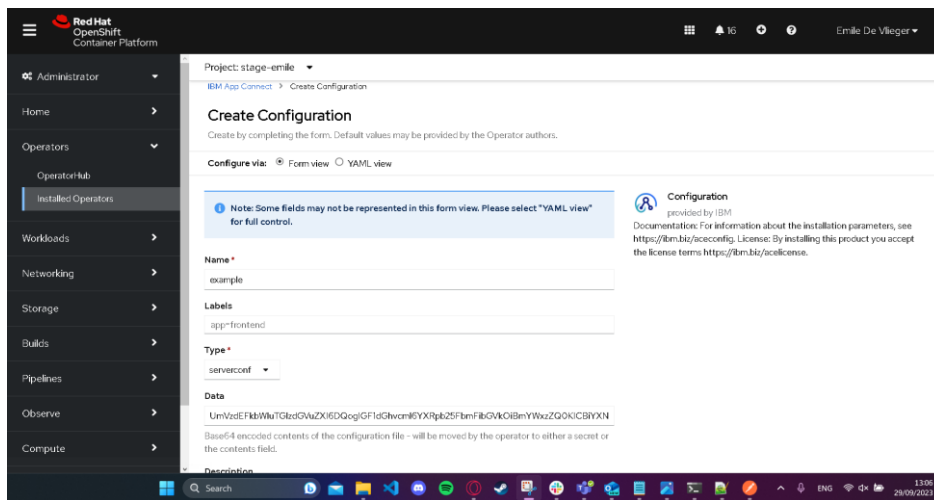 Red Hat
OpenShift
Container Platform
16
Emile De Vlieger
Administrator
Home
Operators
OperatorHub
Installed Operators
Workloads
Networking
Storage
Builds
Pipelines
Observe
Compute
Project: stage-emile
IBM App Connect > Create Configuration
Create Configuration
Create by completing the form. Default values may be provided by the Operator authors.
Configure via: Form view YAML view
Note: Some fields may not be represented in this form view. Please select "YAML view"
for full control.
Name *
example
Labels
app=frontend
Type *
serverconf
Data
Base64 encoded contents of the configuration file - will be moved by the operator to either a secret or
the contents field.
Description
Configuration
provided by IBM
Documentation: For information about the installation parameters, see
https://ibm.biz/aceconfig. License: By installing this product you accept
the license terms https://ibm.biz/acelicense.
Search
ENG
13:06
29/09/2023